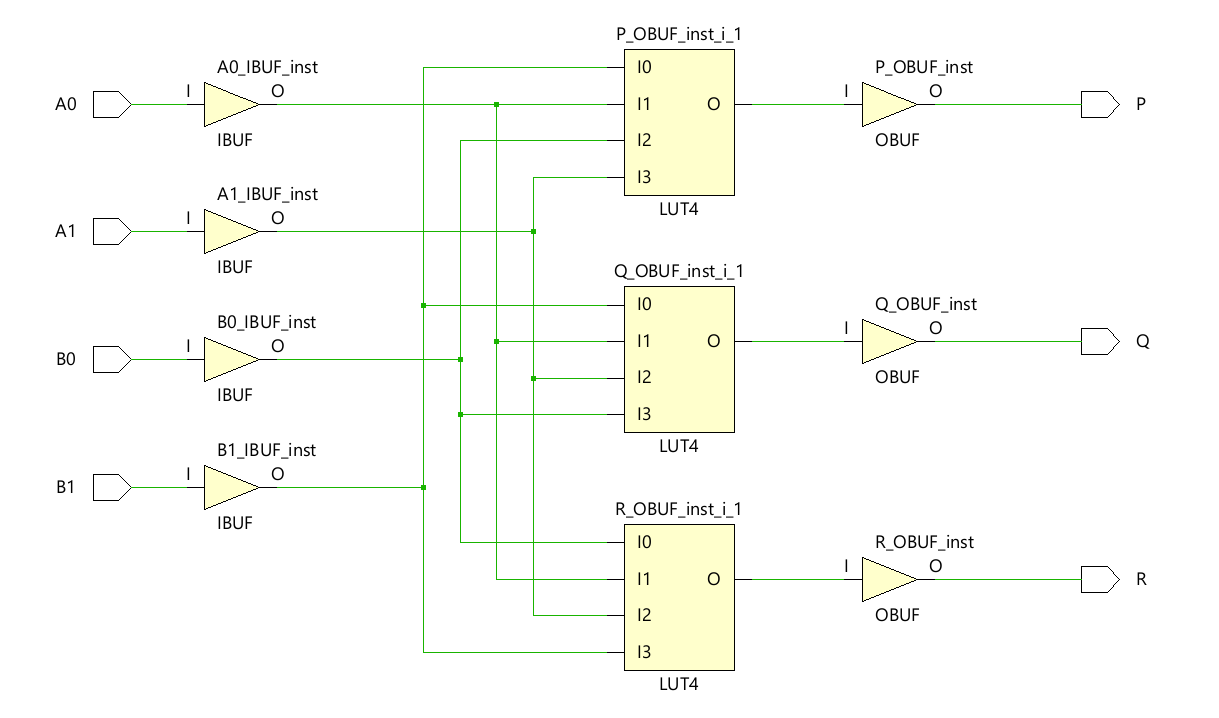 P_OBUF_inst_i_1
A0_IBUF_inst
I0
P_OBUF_inst
I
O
I
O
A0
I1
O
P
IBUF
I2
OBUF
I3
A1_IBUF_inst
LUT4
I
O
A1
IBUF
Q_OBUF_inst_i_1
I0
Q_OBUF_inst
B0_IBUF_inst
I
O
I
O
I1
O
Q
B0
I2
OBUF
IBUF
I3
LUT4
B1_IBUF_inst
I
O
B1
R_OBUF_inst_i_1
IBUF
I0
R_OBUF_inst
I
O
I1
O
R
I2
OBUF
I3
LUT4